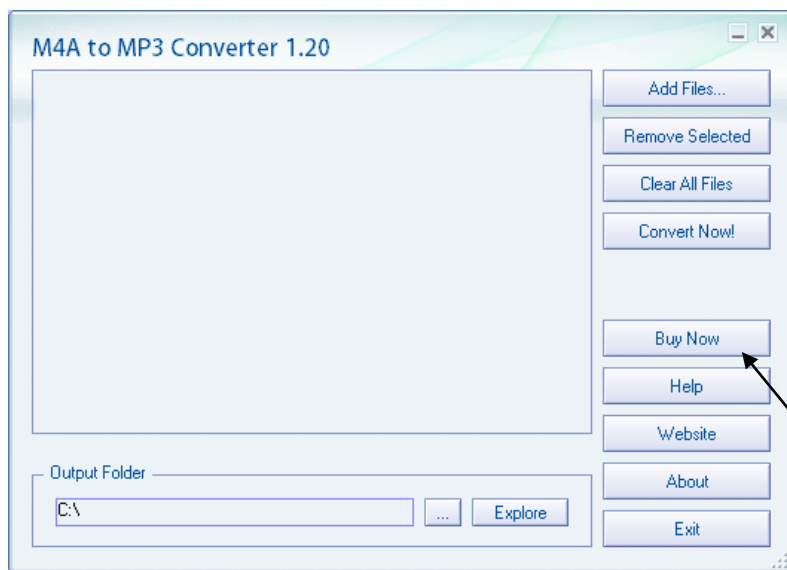 M4A to MP3 Converter 1.20
Add Files...
Remove Selected
Clear All Files
Convert Now!
Buy Now
Help
Website
About
Exit
Output Folder
C:\
...
Explore